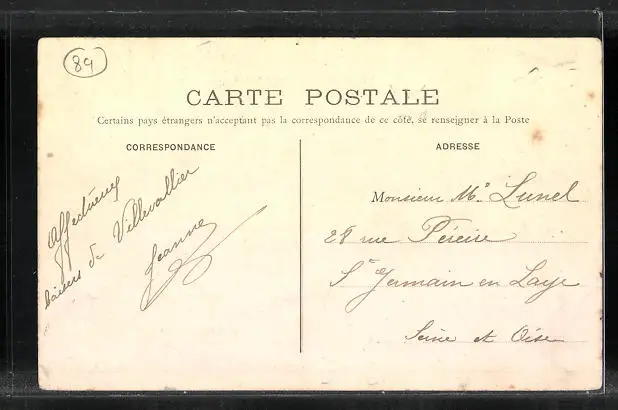 89
CARTE POSTALE
Certains pays étrangers n'acceptant pas la correspondance de ce côté, se renseigner à la Poste
CORRESPONDANCE
Affectueux
baisers de Villevallier
Jeanne
ADRESSE
Monsieur Mr Lunel
28 rue Péreire
St Germain en Laye
Seine et Oise